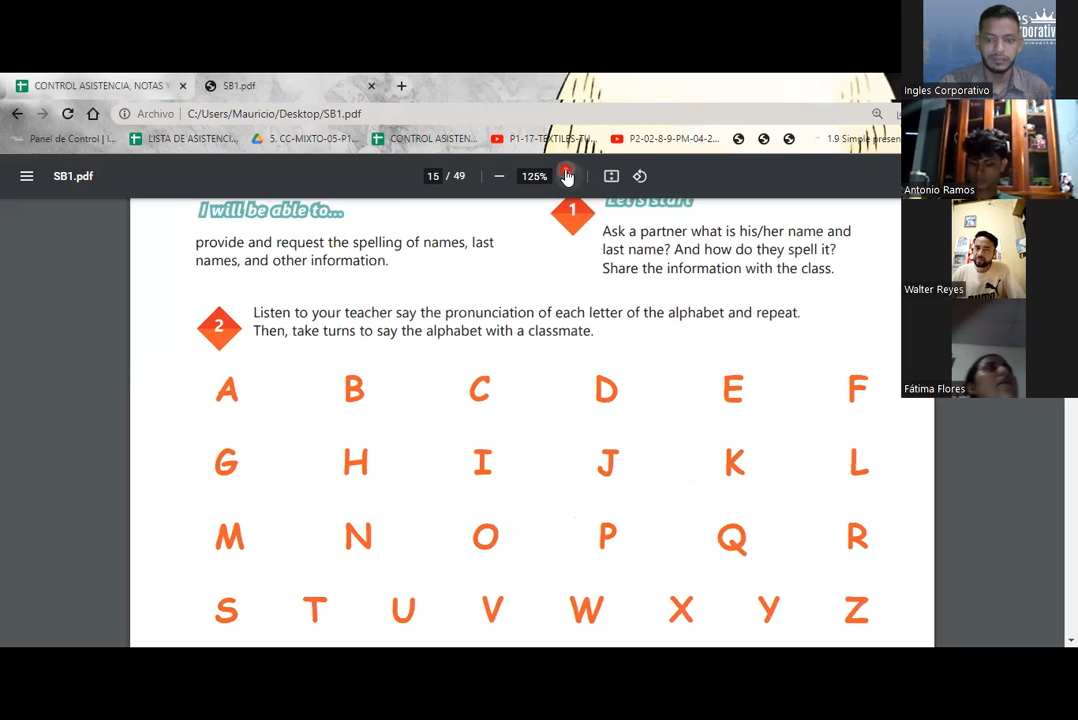 CONTROL ASISTENCIA, NOTAS Y
SB1.pdf
Archivo
C:/Users/Mauricio/Desktop/SB1.pdf
Panel de Control | I...
LISTA DE ASISTENCI...
5. CC-MIXTO-05-P1...
CONTROL ASISTEN...
P1-17-TEXTILES-TV...
P2-02-8-9-PM-04-2...
1.9 Simple presen
SB1.pdf
15 / 49
125%
I will be able to...
Let's start
provide and request the spelling of names, last
names, and other information.
1
Ask a partner what is his/her name and
last name? And how do they spell it?
Share the information with the class.
2
Listen to your teacher say the pronunciation of each letter of the alphabet and repeat.
Then, take turns to say the alphabet with a classmate.
A B C D E F
G H I J K L
M N O P Q R
S T U V W X Y Z
Ingles Corporativo
Antonio Ramos
Walter Reyes
Fátima Flores